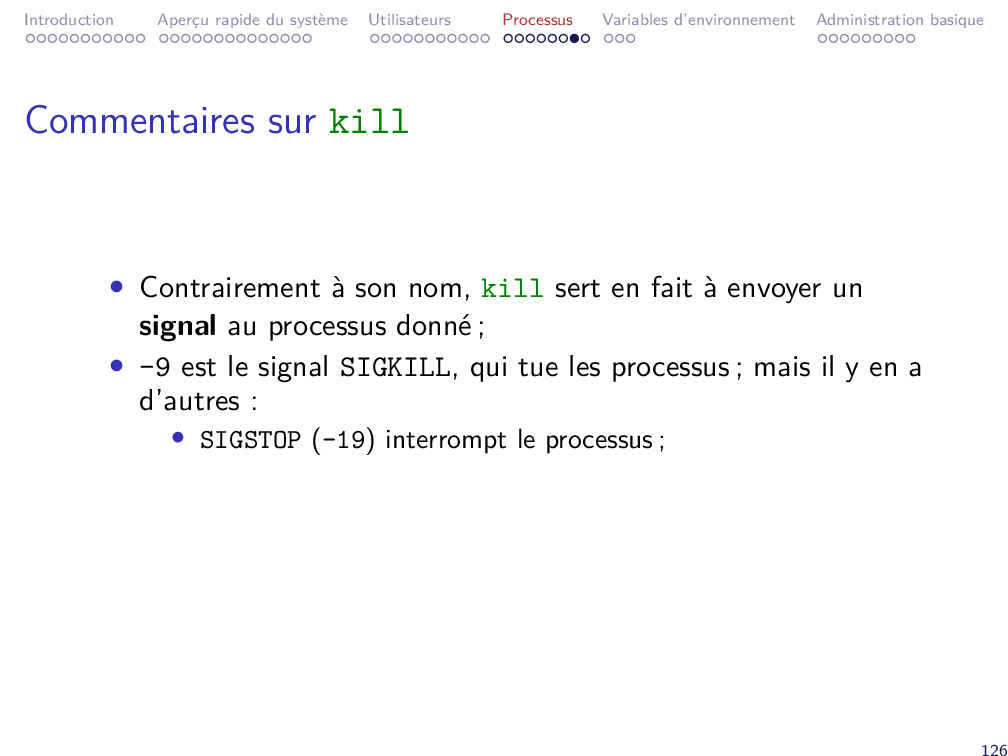 Introduction Aperçu rapide du système Utilisateurs Processus Variables d'environnement Administration basique
Commentaires sur kill
• Contrairement à son nom, kill sert en fait à envoyer un
signal au processus donné ;
• -9 est le signal SIGKILL, qui tue les processus ; mais il y en a
d'autres :
• SIGSTOP (-19) interrompt le processus ;
126